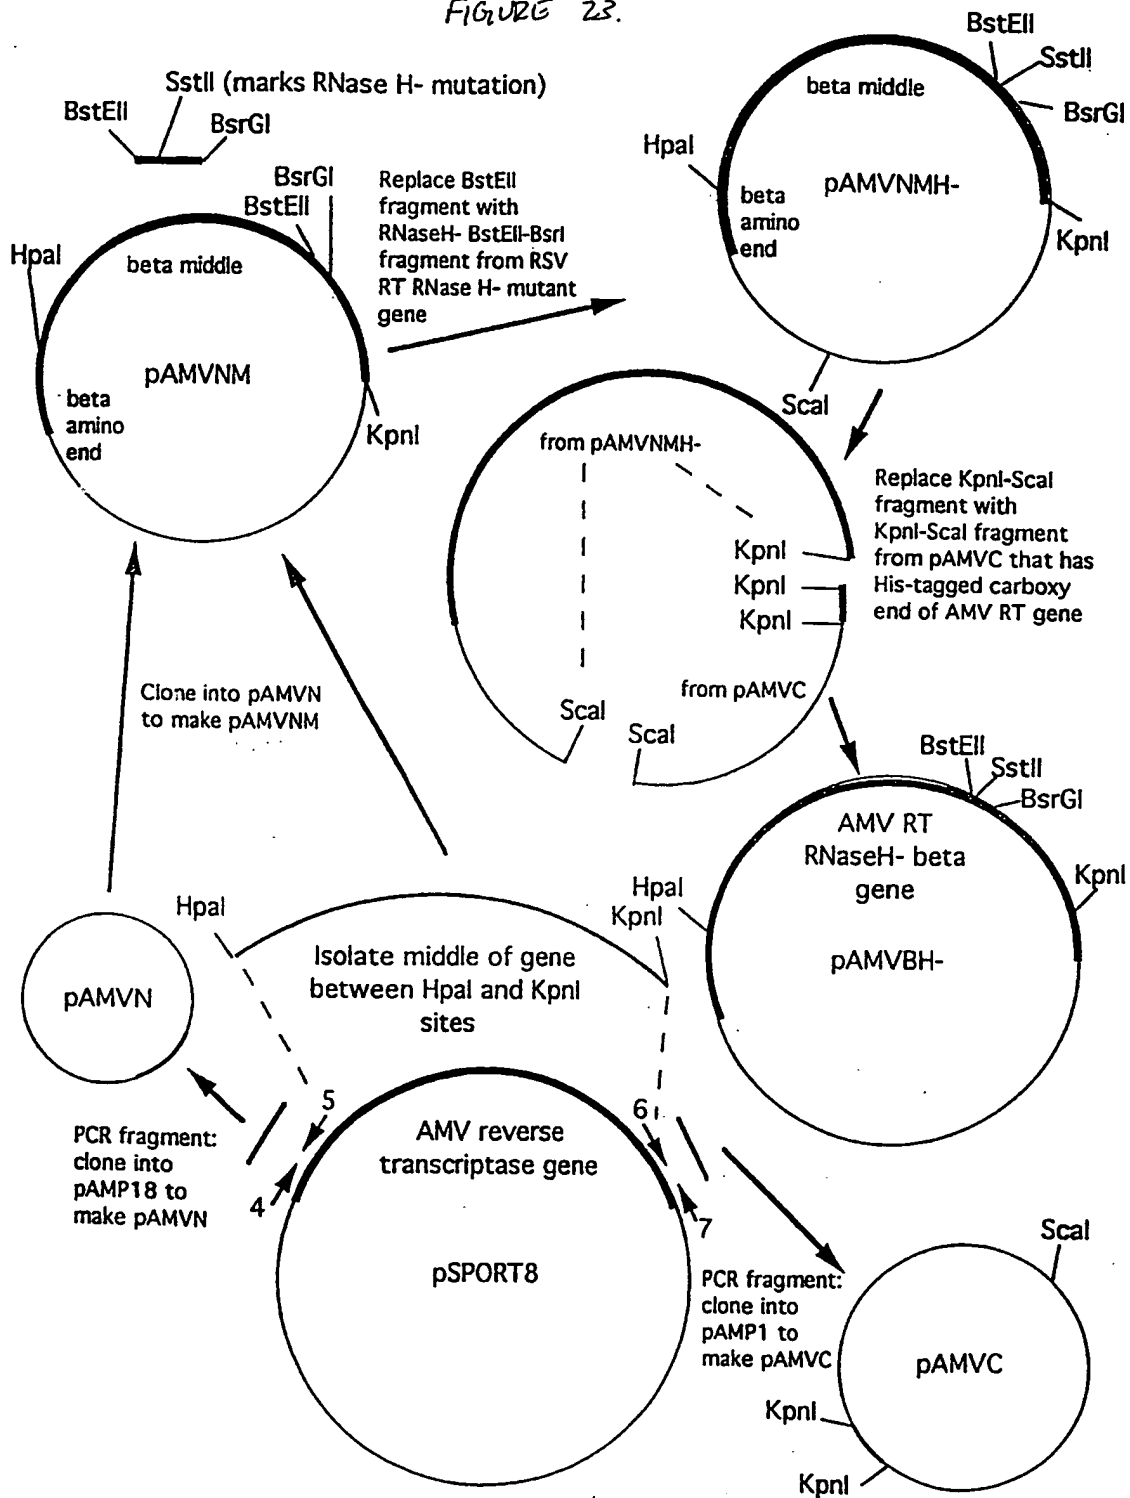 FIGURE 23.
SstII (marks RNase H- mutation)
BstEII
BsrGI
BsrGI
BstEII
HpaI
beta middle
pAMVNM
beta
amino
end
KpnI
Replace BstEII
fragment with
RNaseH- BstEII-BsrI
fragment from RSV
RT RNase H- mutant
gene
BstEII
SstII
BsrGI
beta middle
HpaI
pAMVNMH-
beta
amino
end
KpnI
ScaI
from pAMVNMH-
KpnI
KpnI
KpnI
from pAMVC
ScaI
ScaI
Replace KpnI-ScaI
fragment with
KpnI-ScaI fragment
from pAMVC that has
His-tagged carboxy
end of AMV RT gene
Clone into pAMVN
to make pAMVNM
BstEII
SstII
BsrGI
AMV RT
RNaseH- beta
gene
KpnI
HpaI
pAMVBH-
HpaI
KpnI
Isolate middle of gene
between HpaI and KpnI
sites
pAMVN
PCR fragment:
clone into
pAMP18 to
make pAMVN
5
4
6
7
AMV reverse
transcriptase gene
pSPORT8
PCR fragment:
clone into
pAMP1 to
make pAMVC
ScaI
pAMVC
KpnI
KpnI